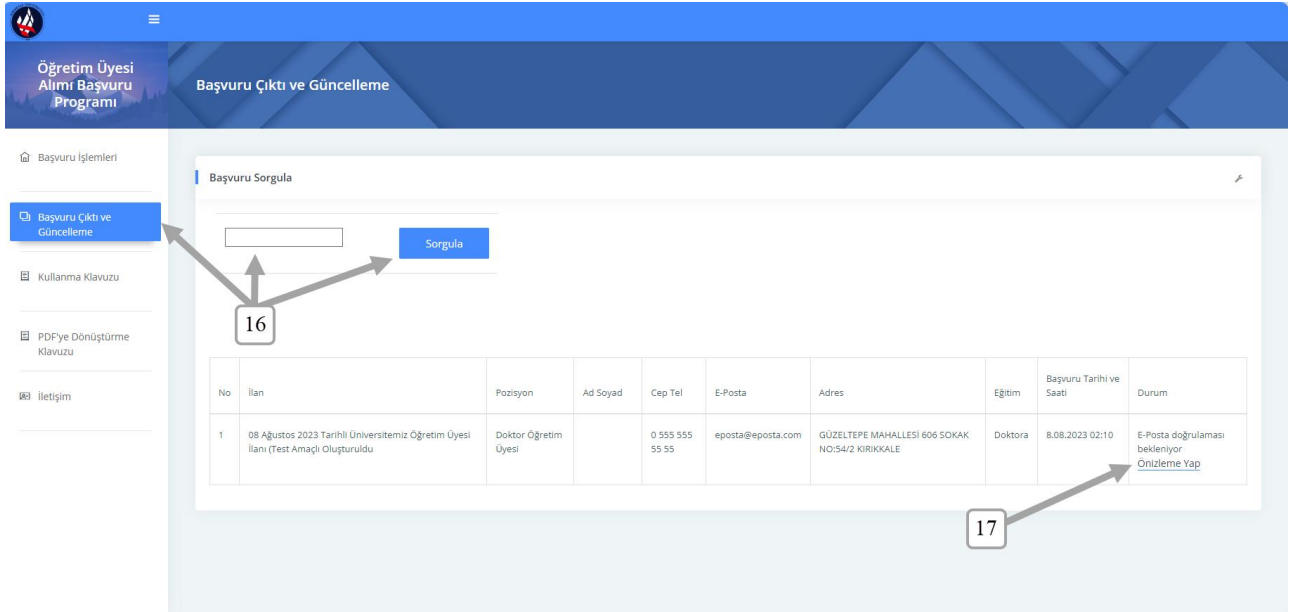 Öğretim Üyesi
Alımı Başvuru
Programı
Başvuru Çıktı ve Güncelleme
Başvuru İşlemleri
Başvuru Çıktı ve
Güncelleme
Kullanma Klavuzu
PDF'ye Dönüştürme
Klavuzu
İletişim
Başvuru Sorgula
Sorgula
16
No İlan Pozisyon Ad Soyad Cep Tel E-Posta Adres Eğitim Başvuru Tarihi ve Durum
Saati
1 08 Ağustos 2023 Tarihli Üniversitemiz Öğretim Üyesi Doktor Öğretim 0 555 555 eposta@eposta.com GÜZELTEPE MAHALLESİ 606 SOKAK Doktora 8.08.2023 02:10 E-Posta doğrulaması
İlanı (Test Amaçlı Oluşturuldu Üyesi 55 55 NO:54/2 KIRIKKALE bekleniyor
Önizleme Yap
17